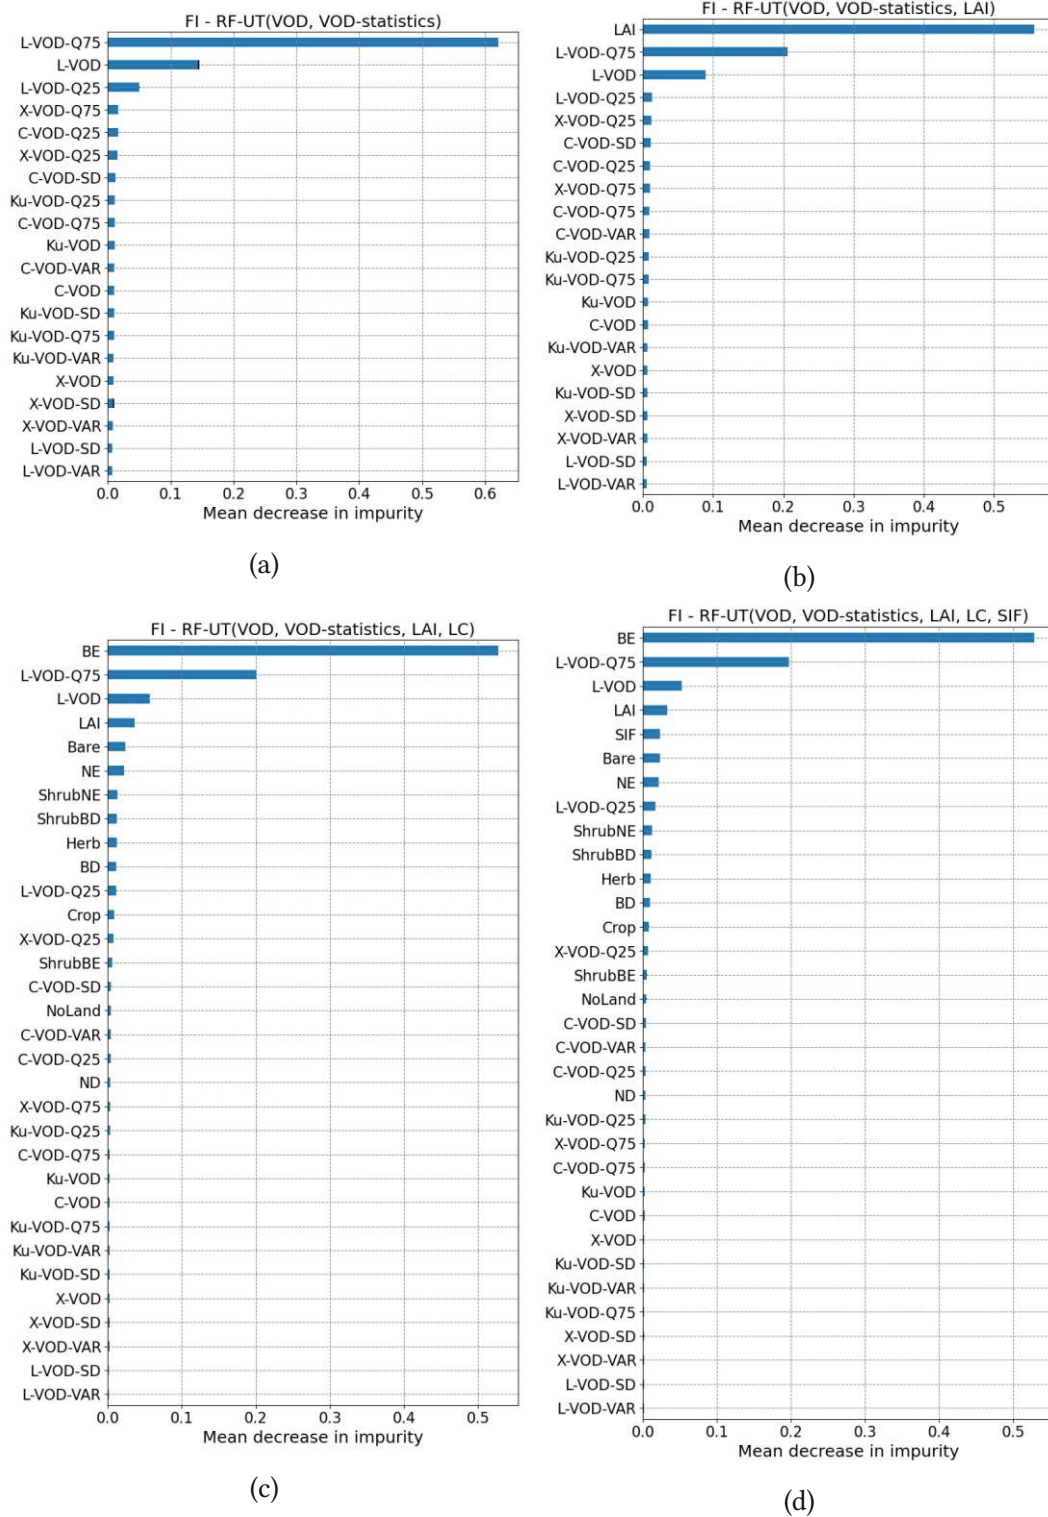 FI - RF-UT(VOD, VOD-statistics)
L-VOD-Q75
L-VOD
L-VOD-Q25
X-VOD-Q75
C-VOD-Q25
X-VOD-Q25
C-VOD-SD
Ku-VOD-Q25
C-VOD-Q75
Ku-VOD
C-VOD-VAR
C-VOD
Ku-VOD-SD
Ku-VOD-Q75
Ku-VOD-VAR
X-VOD
X-VOD-SD
X-VOD-VAR
L-VOD-SD
L-VOD-VAR
0.0 0.1 0.2 0.3 0.4 0.5 0.6
Mean decrease in impurity
(a)
FI - RF-UT(VOD, VOD-statistics, LAI)
LAI
L-VOD-Q75
L-VOD
L-VOD-Q25
X-VOD-Q25
C-VOD-SD
C-VOD-Q25
X-VOD-Q75
C-VOD-Q75
C-VOD-VAR
Ku-VOD-Q25
Ku-VOD-Q75
Ku-VOD
C-VOD
Ku-VOD-VAR
X-VOD
Ku-VOD-SD
X-VOD-SD
X-VOD-VAR
L-VOD-SD
L-VOD-VAR
0.0 0.1 0.2 0.3 0.4 0.5
Mean decrease in impurity
(b)
FI - RF-UT(VOD, VOD-statistics, LAI, LC)
BE
L-VOD-Q75
L-VOD
LAI
Bare
NE
ShrubNE
ShrubBD
Herb
BD
L-VOD-Q25
Crop
X-VOD-Q25
ShrubBE
C-VOD-SD
NoLand
C-VOD-VAR
C-VOD-Q25
ND
X-VOD-Q75
Ku-VOD-Q25
C-VOD-Q75
Ku-VOD
C-VOD
Ku-VOD-Q75
Ku-VOD-VAR
Ku-VOD-SD
X-VOD
X-VOD-SD
X-VOD-VAR
L-VOD-SD
L-VOD-VAR
0.0 0.1 0.2 0.3 0.4 0.5
Mean decrease in impurity
(c)
FI - RF-UT(VOD, VOD-statistics, LAI, LC, SIF)
BE
L-VOD-Q75
L-VOD
LAI
SIF
Bare
NE
L-VOD-Q25
ShrubNE
ShrubBD
Herb
BD
Crop
X-VOD-Q25
ShrubBE
NoLand
C-VOD-SD
C-VOD-VAR
C-VOD-Q25
ND
Ku-VOD-Q25
X-VOD-Q75
C-VOD-Q75
Ku-VOD
C-VOD
X-VOD
Ku-VOD-SD
Ku-VOD-VAR
Ku-VOD-Q75
X-VOD-SD
X-VOD-VAR
L-VOD-SD
L-VOD-VAR
0.0 0.1 0.2 0.3 0.4 0.5
Mean decrease in impurity
(d)